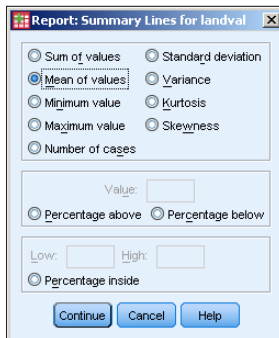 Report: Summary Lines for landval
Sum of values
Standard deviation
Mean of values
Variance
Minimum value
Kurtosis
Maximum value
Skewness
Number of cases
Value:
Percentage above
Percentage below
Low:
High:
Percentage inside
Continue
Cancel
Help